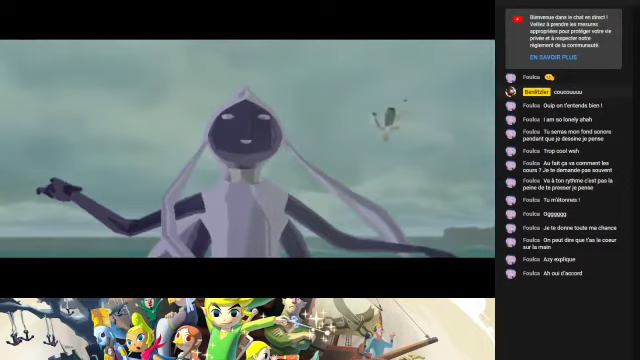 Bienvenue dans le chat en direct !
Veillez à prendre les mesures
appropriées pour protéger votre vie
privée et à respecter notre
règlement de la communauté.
EN SAVOIR PLUS
Foulca
Benlitzler coucouuuu
Foulca Ouip on t'entends bien !
Foulca I am so lonely ahah
Foulca Tu serras mon fond sonore
pendant que je dessine je pense
Foulca Trop cool wsh
Foulca Au fait ça va comment les
cours ? Je te demande pas souvent
Foulca Va à ton rythme c'est pas la
peine de te presser je pense
Foulca Tu m'étonnes !
Foulca Ogggggg
Foulca Je te donne toute ma chance
Foulca On peut dire que t'as le coeur
sur la main
Foulca Azy explique
Foulca Ah oui d'accord